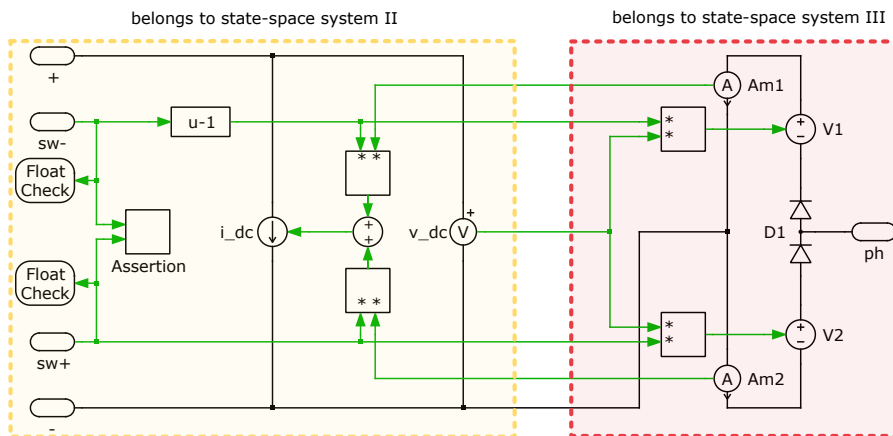 belongs to state-space system II
belongs to state-space system III
+
A Am1
sw-
u-1
* *
*
*
+
−
V1
Float
Check
Assertion
i_dc
+
+
v_dc
+
V
D1
ph
Float
Check
* *
*
*
+
−
V2
sw+
A Am2
-